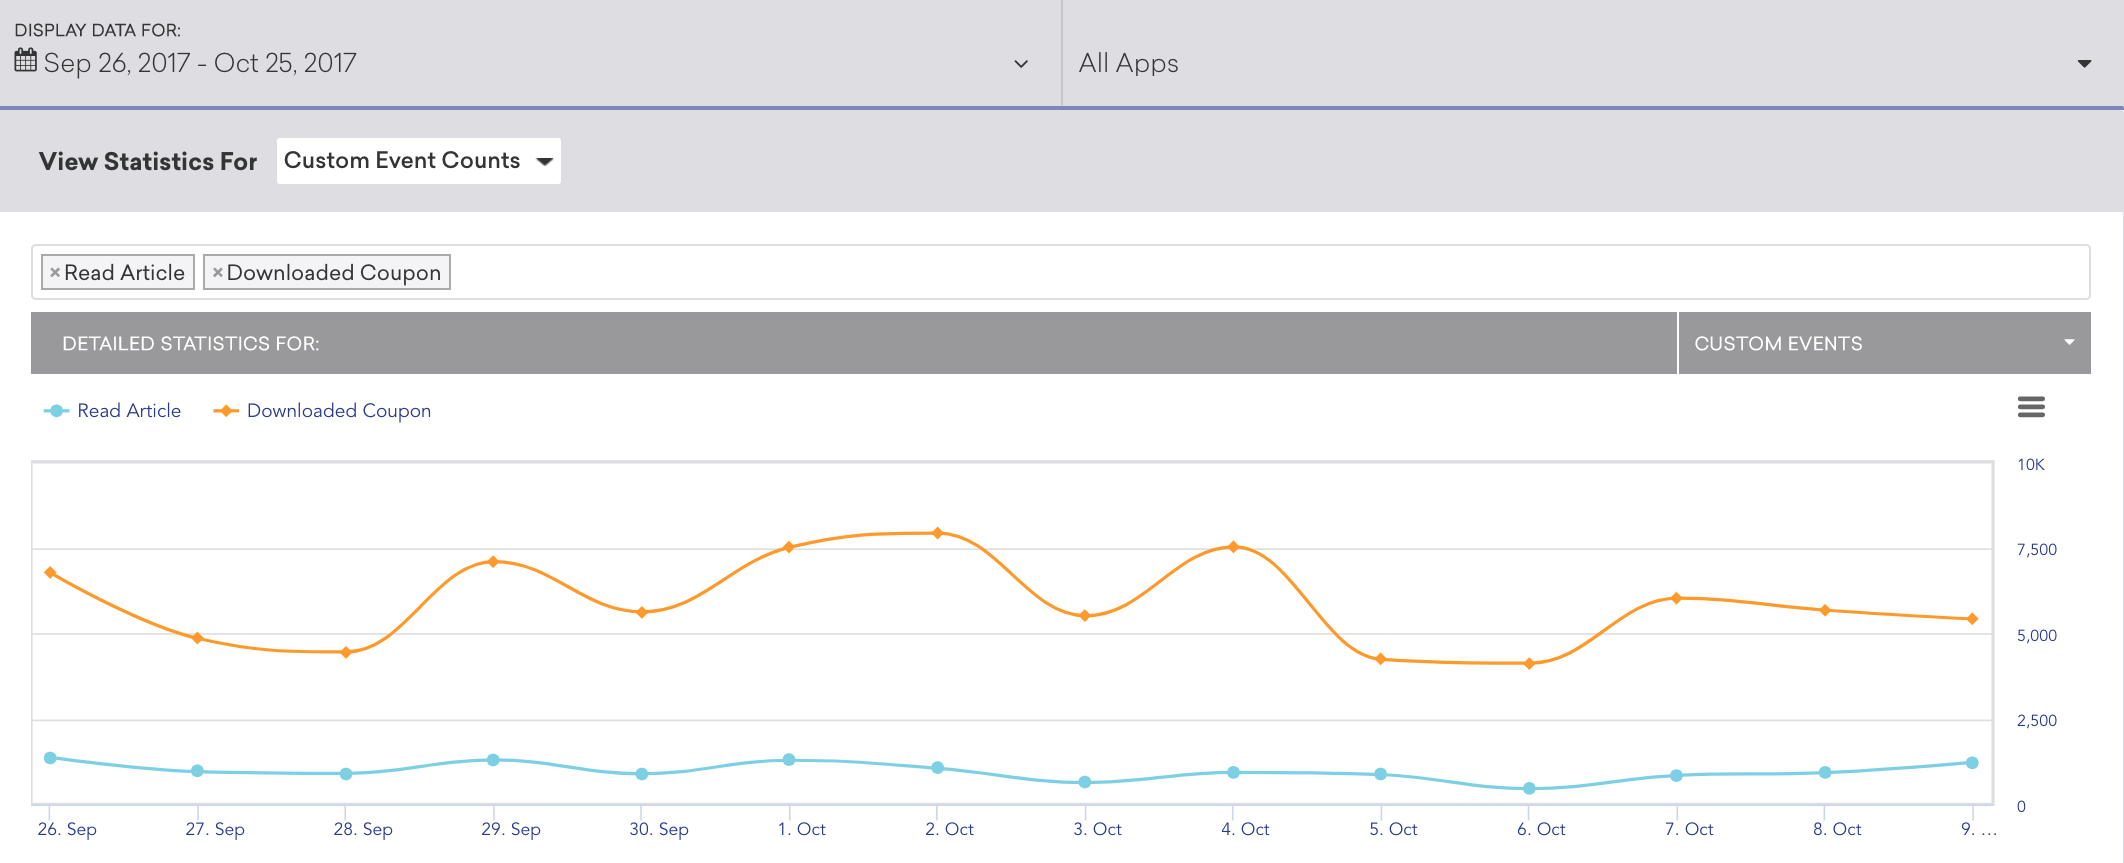 DISPLAY DATA FOR:
Sep 26, 2017 - Oct 25, 2017
All Apps
View Statistics For
Custom Event Counts
×Read Article
×Downloaded Coupon
DETAILED STATISTICS FOR:
CUSTOM EVENTS
Read Article
Downloaded Coupon
10K
7,500
5,000
2,500
0
26. Sep
27. Sep
28. Sep
29. Sep
30. Sep
1. Oct
2. Oct
3. Oct
4. Oct
5. Oct
6. Oct
7. Oct
8. Oct
9. ...